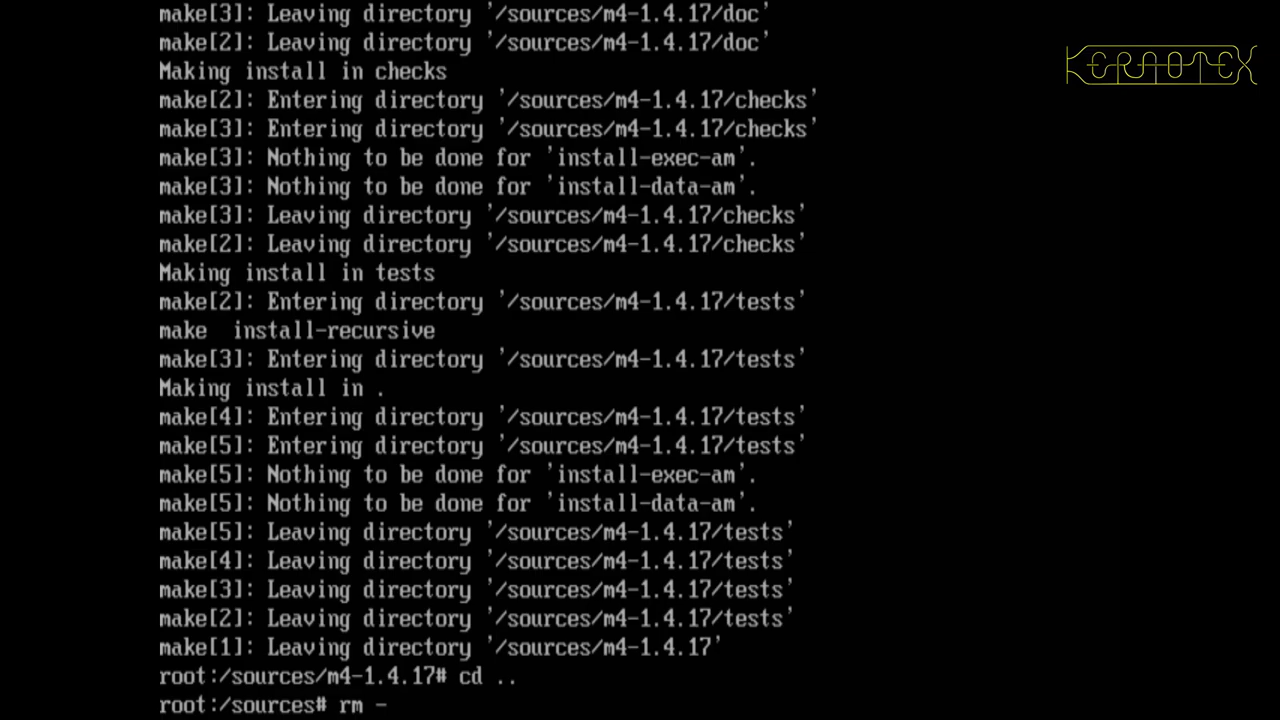 make[3]: Leaving directory '/sources/m4-1.4.17/doc'
make[2]: Leaving directory '/sources/m4-1.4.17/doc'
Making install in checks
make[2]: Entering directory '/sources/m4-1.4.17/checks'
make[3]: Entering directory '/sources/m4-1.4.17/checks'
make[3]: Nothing to be done for 'install-exec-am'.
make[3]: Nothing to be done for 'install-data-am'.
make[3]: Leaving directory '/sources/m4-1.4.17/checks'
make[2]: Leaving directory '/sources/m4-1.4.17/checks'
Making install in tests
make[2]: Entering directory '/sources/m4-1.4.17/tests'
make  install-recursive
make[3]: Entering directory '/sources/m4-1.4.17/tests'
Making install in .
make[4]: Entering directory '/sources/m4-1.4.17/tests'
make[5]: Entering directory '/sources/m4-1.4.17/tests'
make[5]: Nothing to be done for 'install-exec-am'.
make[5]: Nothing to be done for 'install-data-am'.
make[5]: Leaving directory '/sources/m4-1.4.17/tests'
make[4]: Leaving directory '/sources/m4-1.4.17/tests'
make[3]: Leaving directory '/sources/m4-1.4.17/tests'
make[2]: Leaving directory '/sources/m4-1.4.17/tests'
make[1]: Leaving directory '/sources/m4-1.4.17'
root:/sources/m4-1.4.17# cd ..
root:/sources# rm -
KERNOTEX